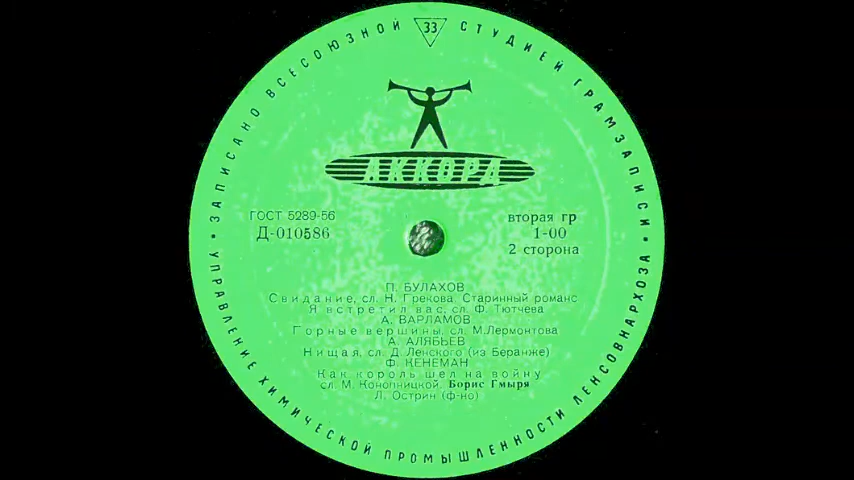 ЗАПИСАНО ВСЕСОЮЗНОЙ СТУДИЕЙ ГРАМЗАПИСИ
33
АККОРД
ГОСТ 5289-56
Д-010586
вторая гр
1-00
2 сторона
П. БУЛАХОВ
Свидание, сл. Н. Грекова. Старинный романс
Я встретил вас, сл. Ф. Тютчева
А. ВАРЛАМОВ
Горные вершины, сл. М.Лермонтова
А. АЛЯБЬЕВ
Нищая, сл. Д. Ленского (из Беранже)
Ф. КЕНЕМАН
Как король шел на войну
сл. М. Конопницкой, Борис Гмыря
Л. Острин (ф-но)
УПРАВЛЕНИЕ ХИМИЧЕСКОЙ ПРОМЫШЛЕННОСТИ ЛЕНСОВНАРХОЗА